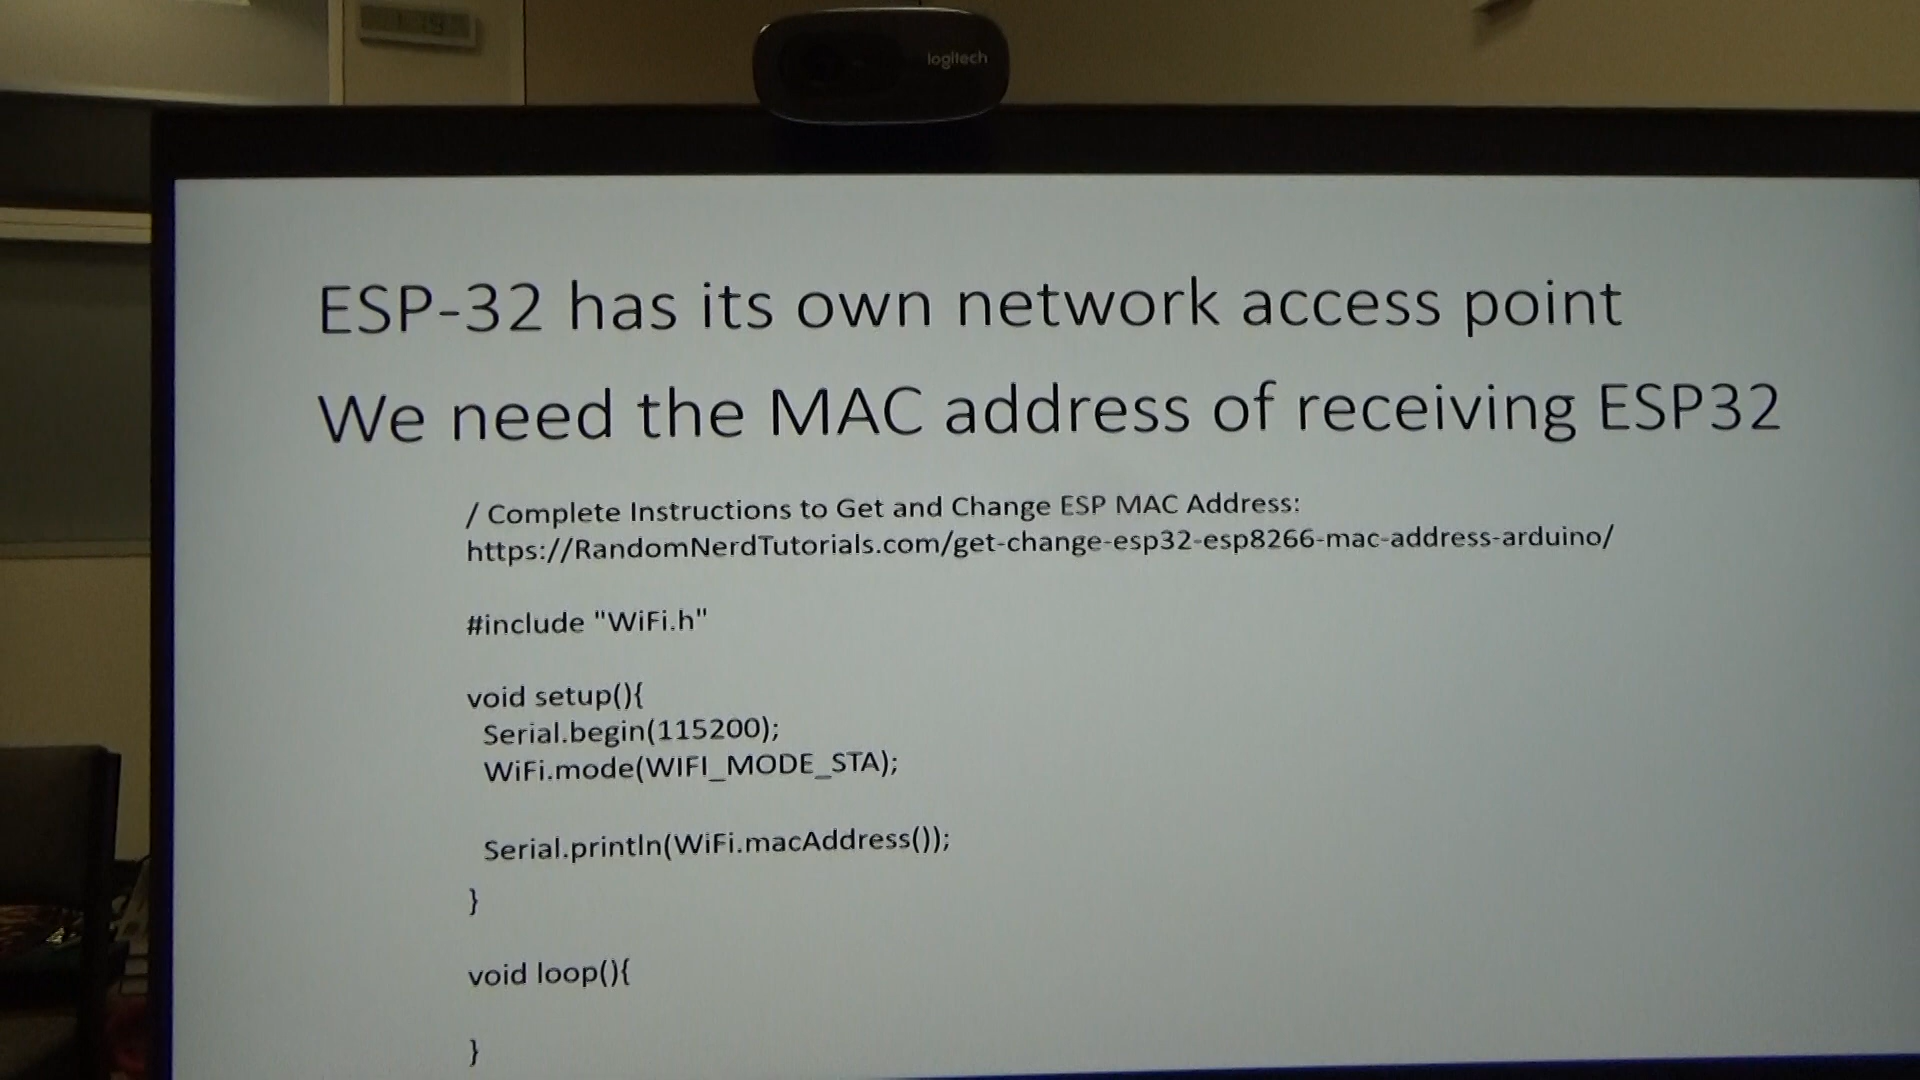 logitech
ESP-32 has its own network access point
We need the MAC address of receiving ESP32
/ Complete Instructions to Get and Change ESP MAC Address:
https://RandomNerdTutorials.com/get-change-esp32-esp8266-mac-address-arduino/
#include "WiFi.h"
void setup(){
Serial.begin(115200);
WiFi.mode(WIFI_MODE_STA);
Serial.println(WiFi.macAddress());
}
void loop(){
}